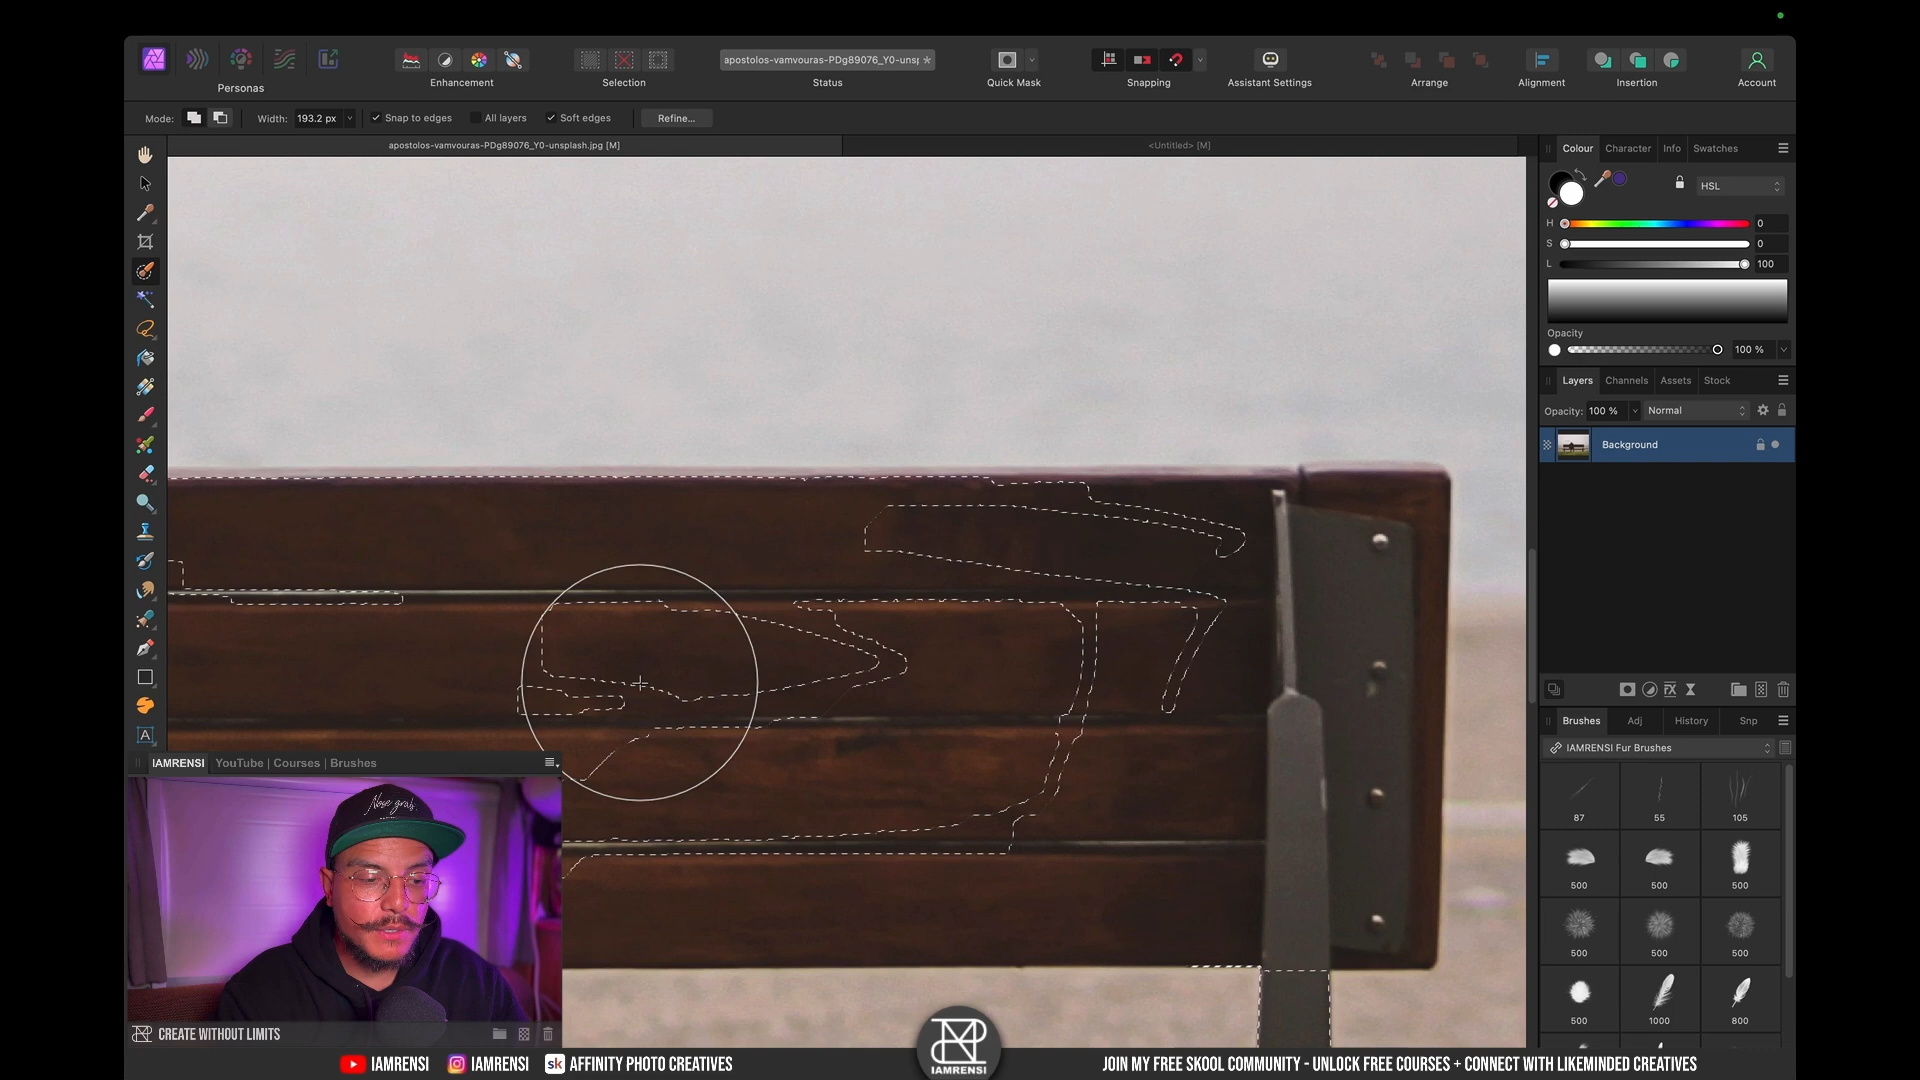 Personas
Enhancement
Selection
apostolos-vamvouras-PDg89076_Y0-unsp
Status
Quick Mask
Snapping
Assistant Settings
Arrange
Alignment
Insertion
Account
Mode:
Width: 193.2 px
Snap to edges
All layers
Soft edges
Refine...
apostolos-vamvouras-PDg89076_Y0-unsplash.jpg [M]
<Untitled> [M]
Colour Character Info Swatches
HSL
H 0
S 0
L 100
Opacity
100 %
Layers Channels Assets Stock
Opacity: 100 % Normal
Background
Brushes Adj History Snp
IAMRENSI Fur Brushes
87 55 105
500 500 500
500 500 500
500 1000 800
IAMRENSI YouTube | Courses | Brushes
Nose grab.
CREATE WITHOUT LIMITS
IAMRENSI
IAMRENSI
sk AFFINITY PHOTO CREATIVES
IAMRENSI
JOIN MY FREE SKOOL COMMUNITY - UNLOCK FREE COURSES + CONNECT WITH LIKEMINDED CREATIVES